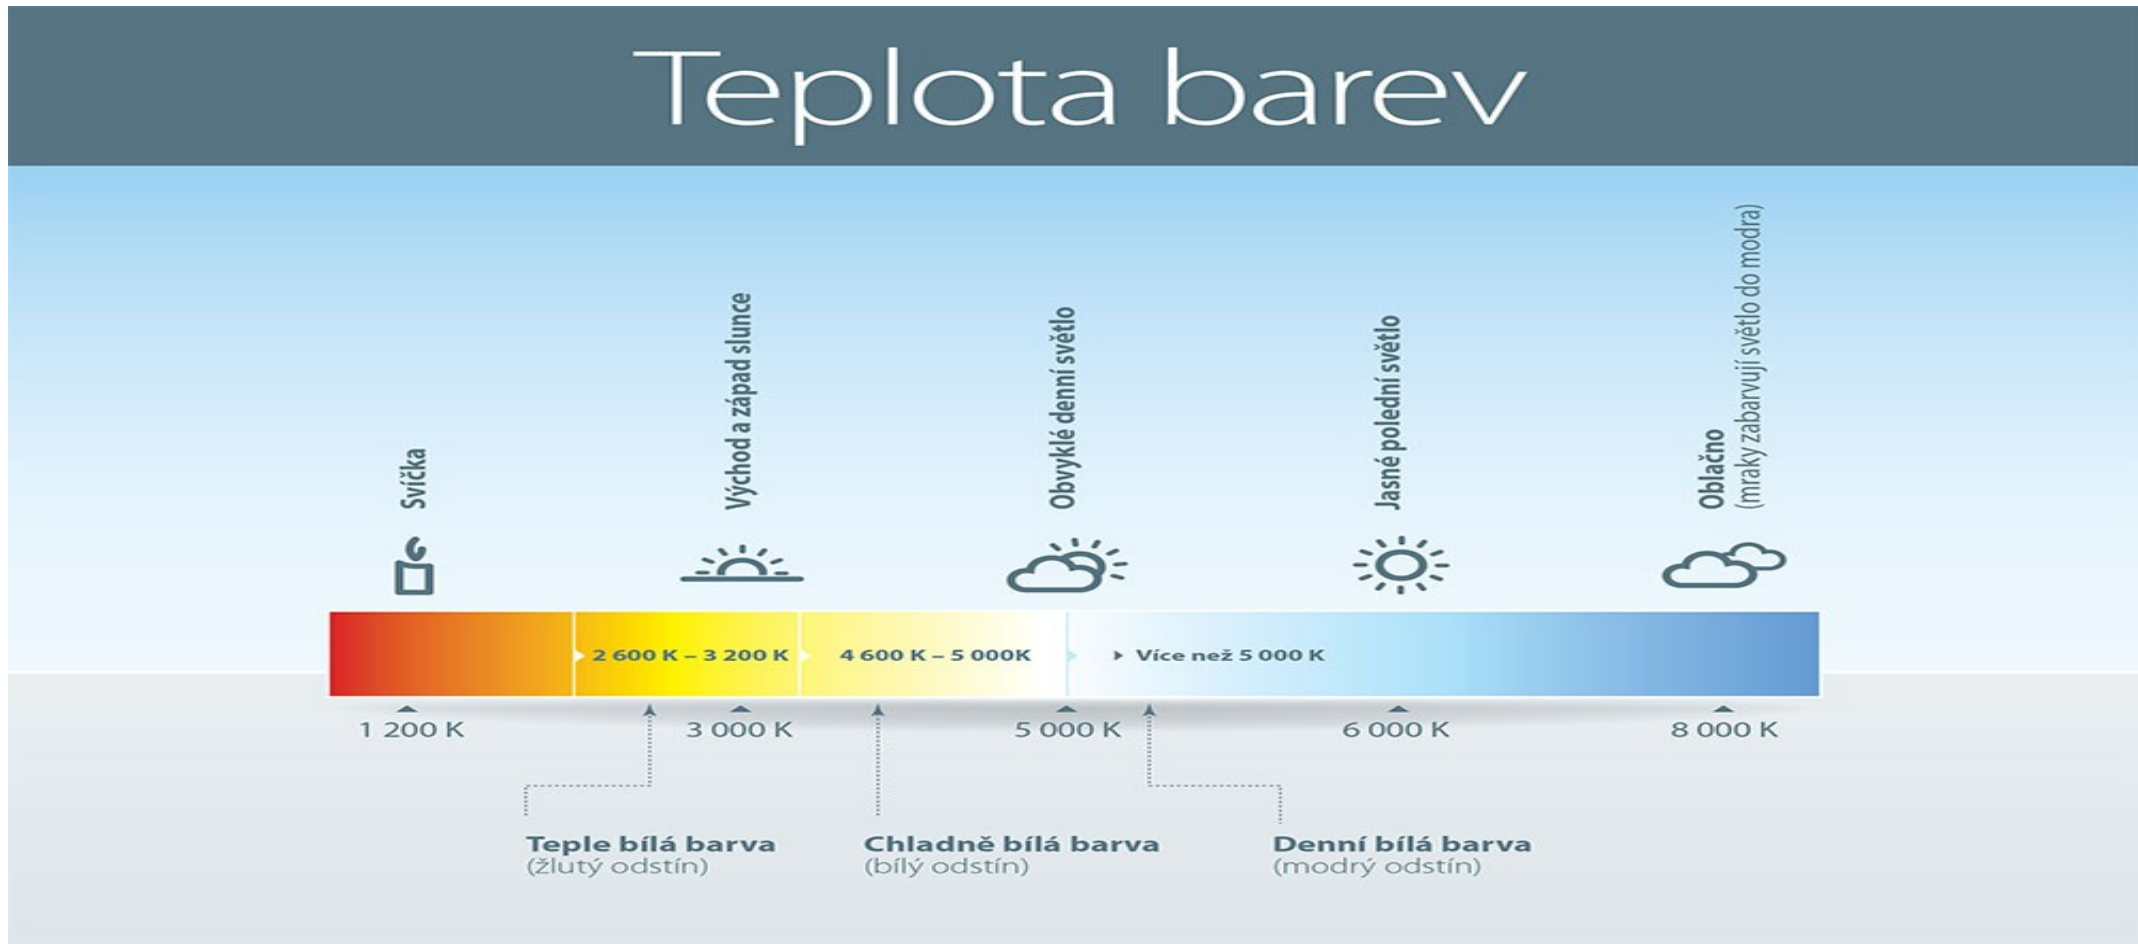 Teplota barev
Svíčka
Východ a západ slunce
Obvyklé denní světlo
Jasné polední světlo
Oblačno
(mraky zabarvují světlo do modra)
2 600 K – 3 200 K
4 600 K – 5 000K
Více než 5 000 K
1 200 K
3 000 K
5 000 K
6 000 K
8 000 K
Teple bílá barva
(žlutý odstín)
Chladně bílá barva
(bílý odstín)
Denní bílá barva
(modrý odstín)